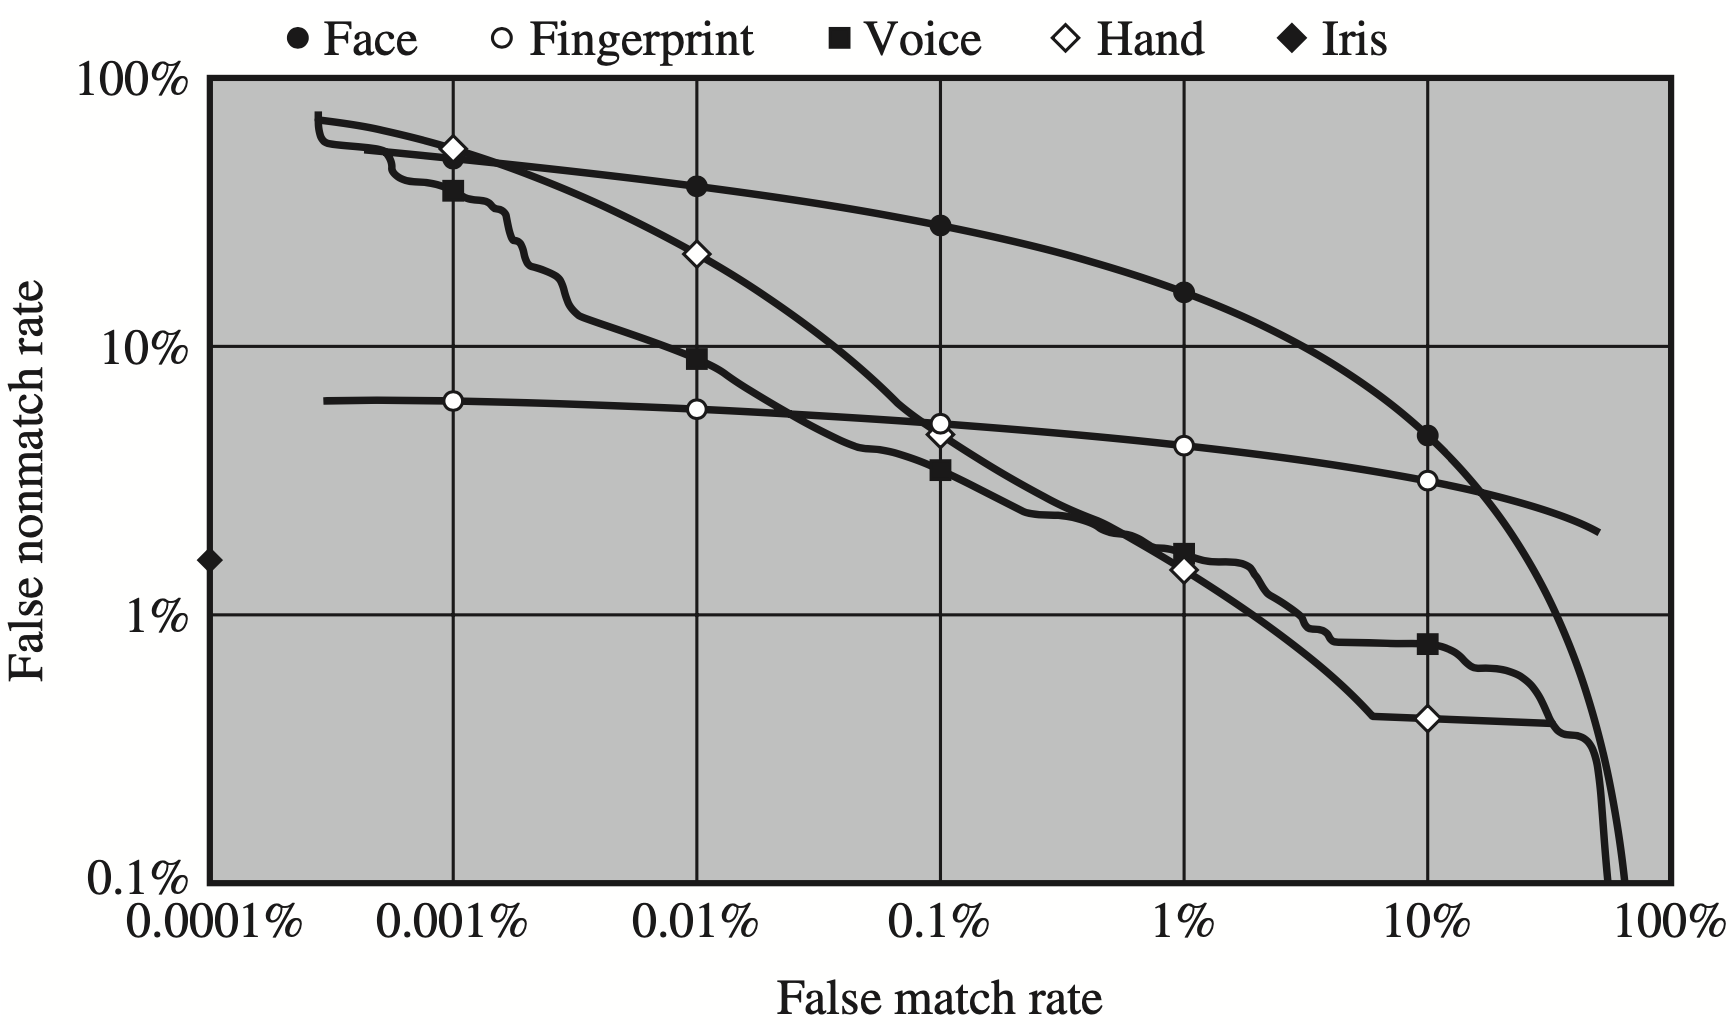 Face Fingerprint Voice Hand Iris
100%
10%
1%
0.1%
False nonmatch rate
0.0001% 0.001% 0.01% 0.1% 1% 10% 100%
False match rate